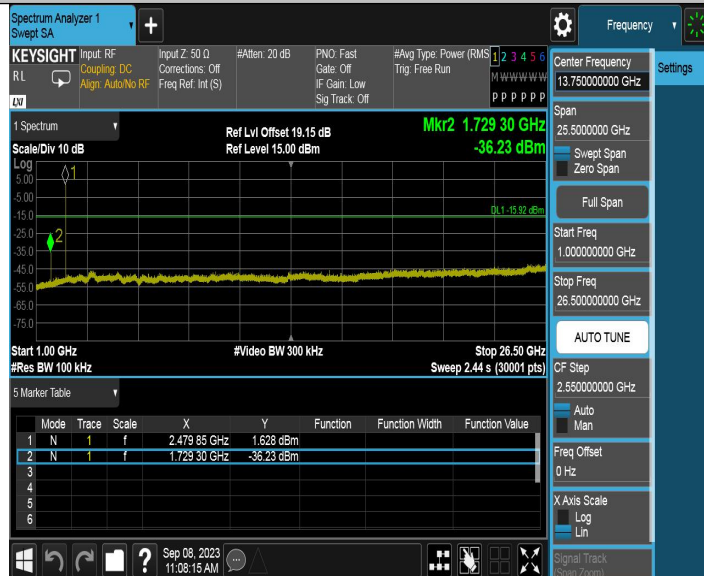 Spectrum Analyzer 1
Swept SA
Frequency
KEYSIGHT
RL
LXI
Input: RF
Coupling: DC
Align: Auto/No RF
Input Z: 50 Ω
Corrections: Off
Freq Ref: Int (S)
#Atten: 20 dB
PNO: Fast
Gate: Off
IF Gain: Low
Sig Track: Off
#Avg Type: Power (RMS
Trig: Free Run
1 2 3 4 5 6
M W W W W W
P P P P P P
1 Spectrum
Scale/Div 10 dB
Ref Lvl Offset 19.15 dB
Ref Level 15.00 dBm
Mkr2 1.729 30 GHz
-36.23 dBm
Log
5.00
-5.00
-15.0
-25.0
-35.0
-45.0
-55.0
-65.0
-75.0
1
2
DL1 -15.92 dBm
Start 1.00 GHz
#Res BW 100 kHz
#Video BW 300 kHz
Stop 26.50 GHz
Sweep 2.44 s (30001 pts)
5 Marker Table
Mode Trace Scale X Y Function Function Width Function Value
1 N 1 f 2.479 85 GHz 1.628 dBm
2 N 1 f 1.729 30 GHz -36.23 dBm
3
4
5
6
Sep 08, 2023
11:08:15 AM
Center Frequency
13.750000000 GHz
Settings
Span
25.5000000 GHz
Swept Span
Zero Span
Full Span
Start Freq
1.000000000 GHz
Stop Freq
26.500000000 GHz
AUTO TUNE
CF Step
2.550000000 GHz
Auto
Man
Freq Offset
0 Hz
X Axis Scale
Log
Lin
Signal Track
(Span Zoom)